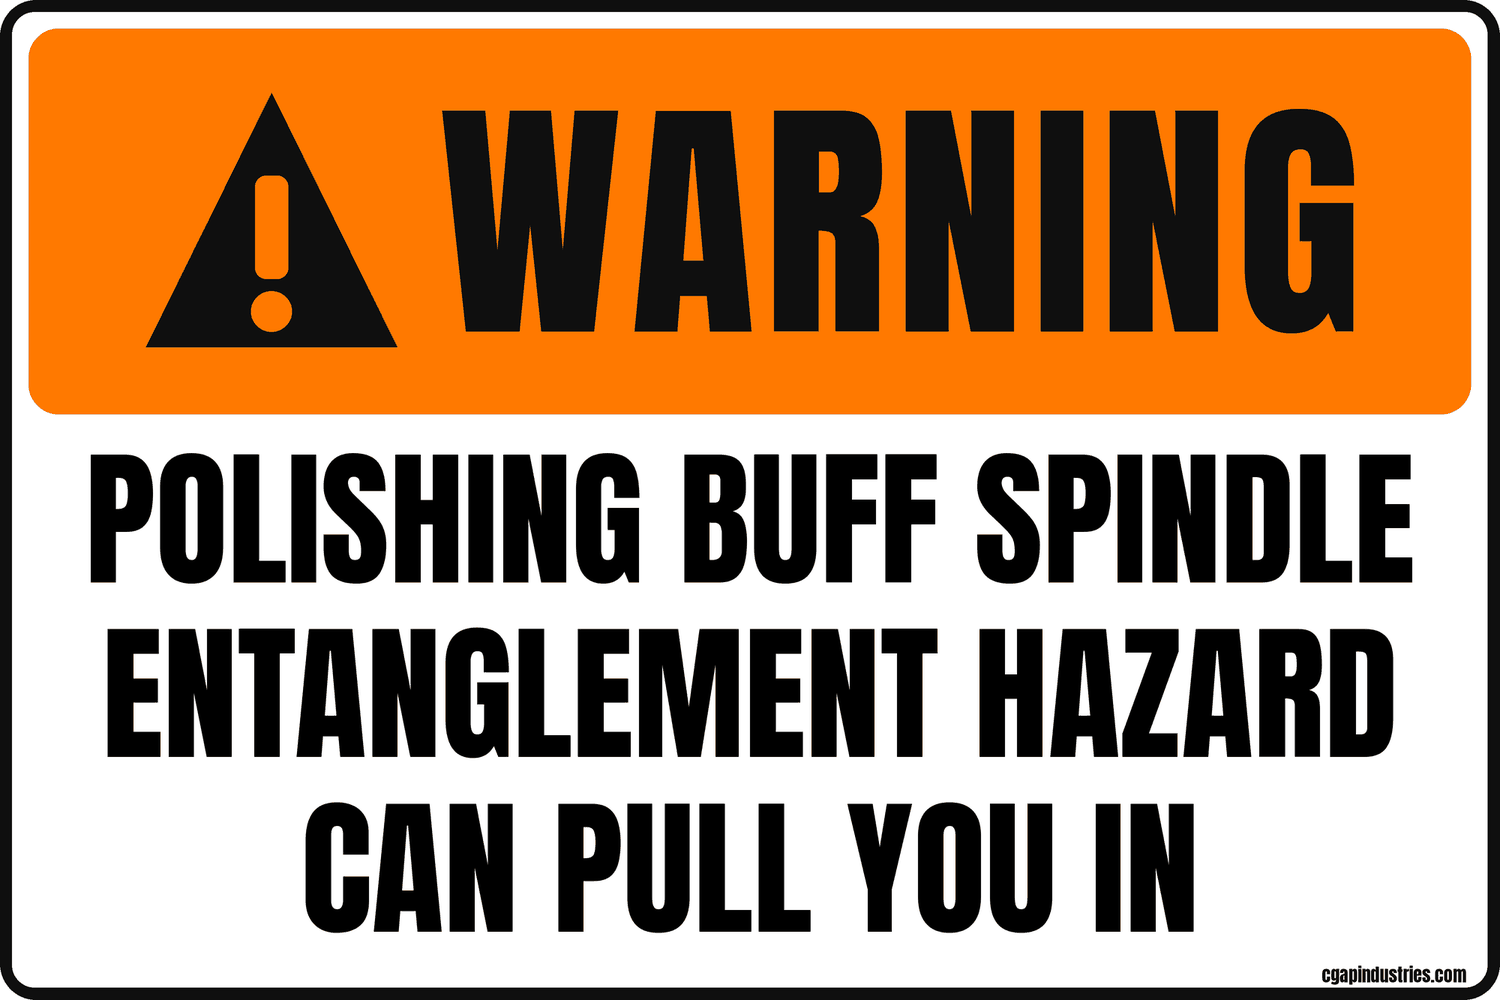 WARNING
POLISHING BUFF SPINDLE
ENTANGLEMENT HAZARD
CAN PULL YOU IN
cgapindustries.com